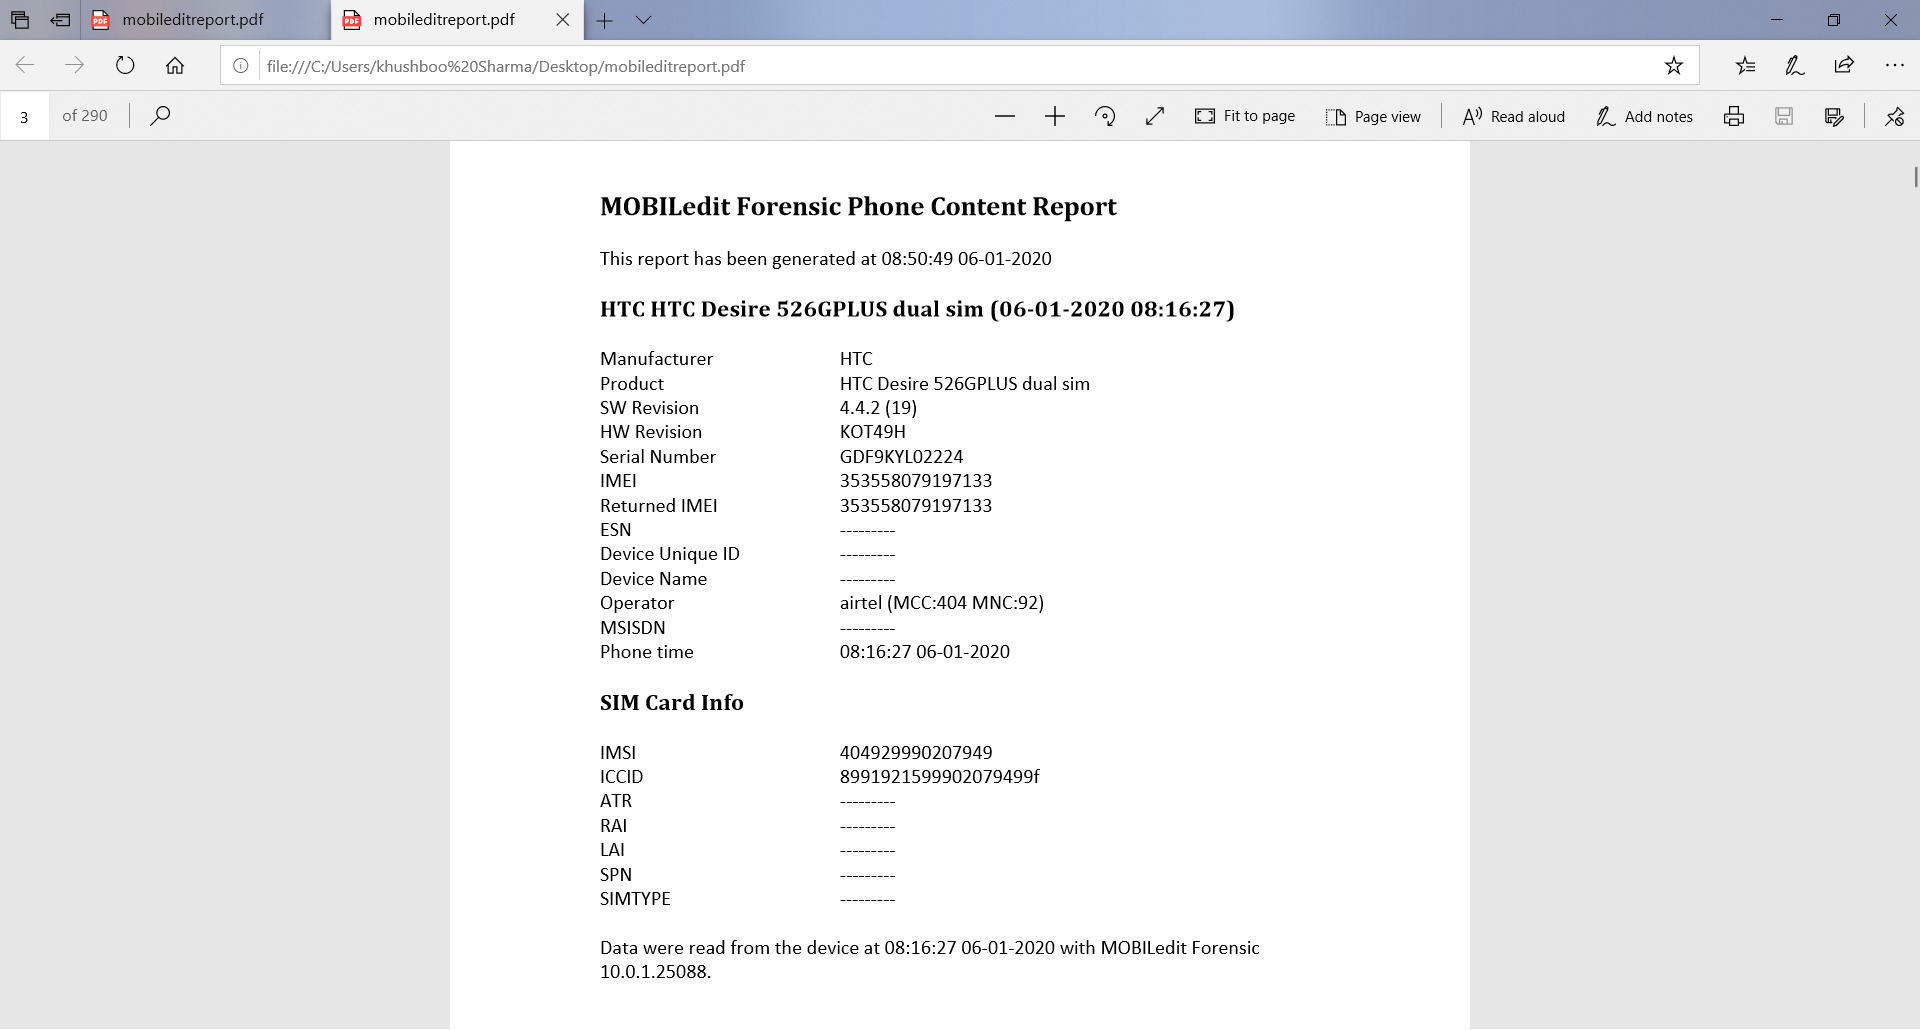 mobileditreport.pdf
mobileditreport.pdf
file:///C:/Users/khushboo%20Sharma/Desktop/mobileditreport.pdf
3 of 290
Fit to page
Page view
Read aloud
Add notes
MOBILedit Forensic Phone Content Report
This report has been generated at 08:50:49 06-01-2020
HTC HTC Desire 526GPLUS dual sim (06-01-2020 08:16:27)
Manufacturer HTC
Product HTC Desire 526GPLUS dual sim
SW Revision 4.4.2 (19)
HW Revision KOT49H
Serial Number GDF9KYL02224
IMEI 353558079197133
Returned IMEI 353558079197133
ESN ---------
Device Unique ID ---------
Device Name ---------
Operator airtel (MCC:404 MNC:92)
MSISDN ---------
Phone time 08:16:27 06-01-2020
SIM Card Info
IMSI 404929990207949
ICCID 8991921599902079499f
ATR ---------
RAI ---------
LAI ---------
SPN ---------
SIMTYPE ---------
Data were read from the device at 08:16:27 06-01-2020 with MOBILedit Forensic
10.0.1.25088.